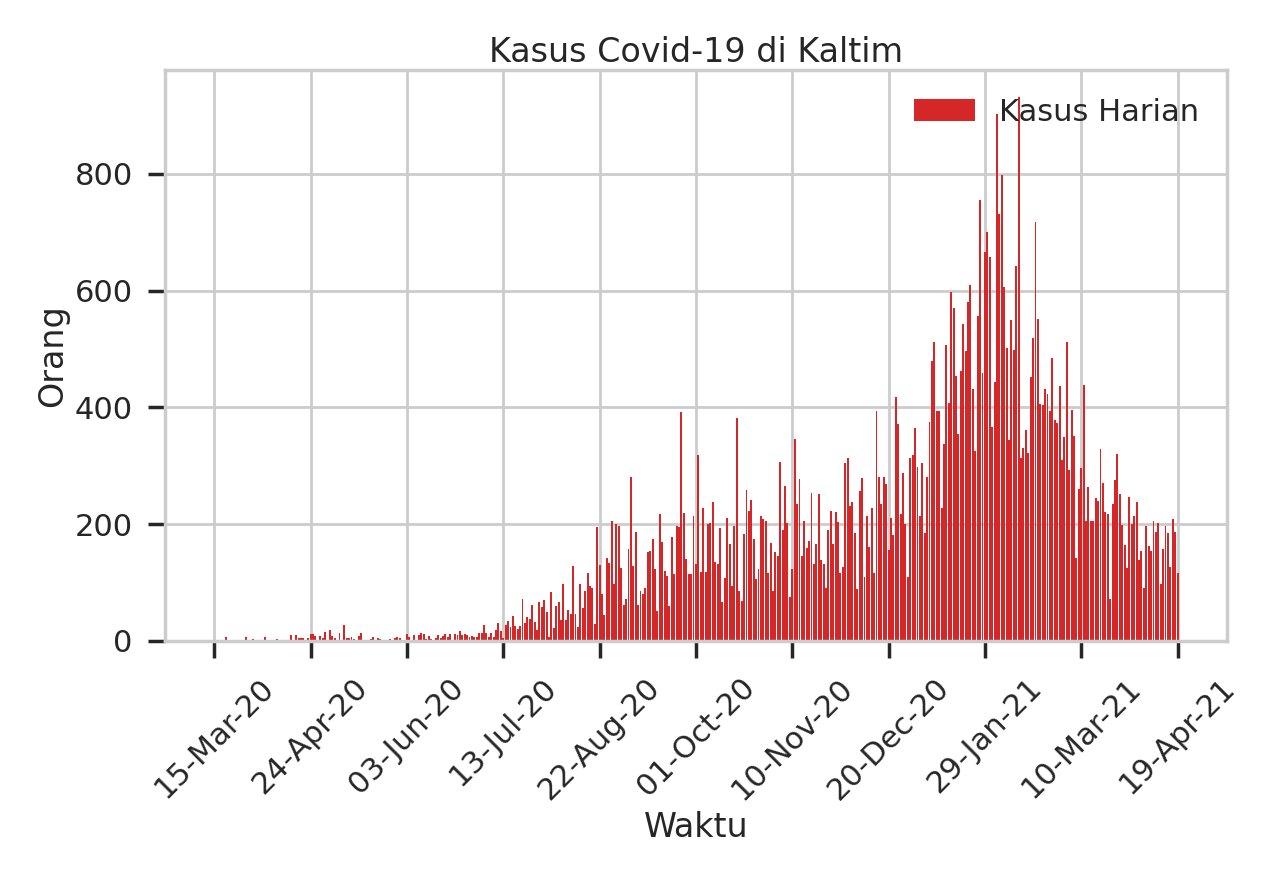 Kasus Covid-19 di Kaltim
Kasus Harian
Orang
800
600
400
200
0
15-Mar-20
24-Apr-20
03-Jun-20
13-Jul-20
22-Aug-20
01-Oct-20
10-Nov-20
20-Dec-20
29-Jan-21
10-Mar-21
19-Apr-21
Waktu